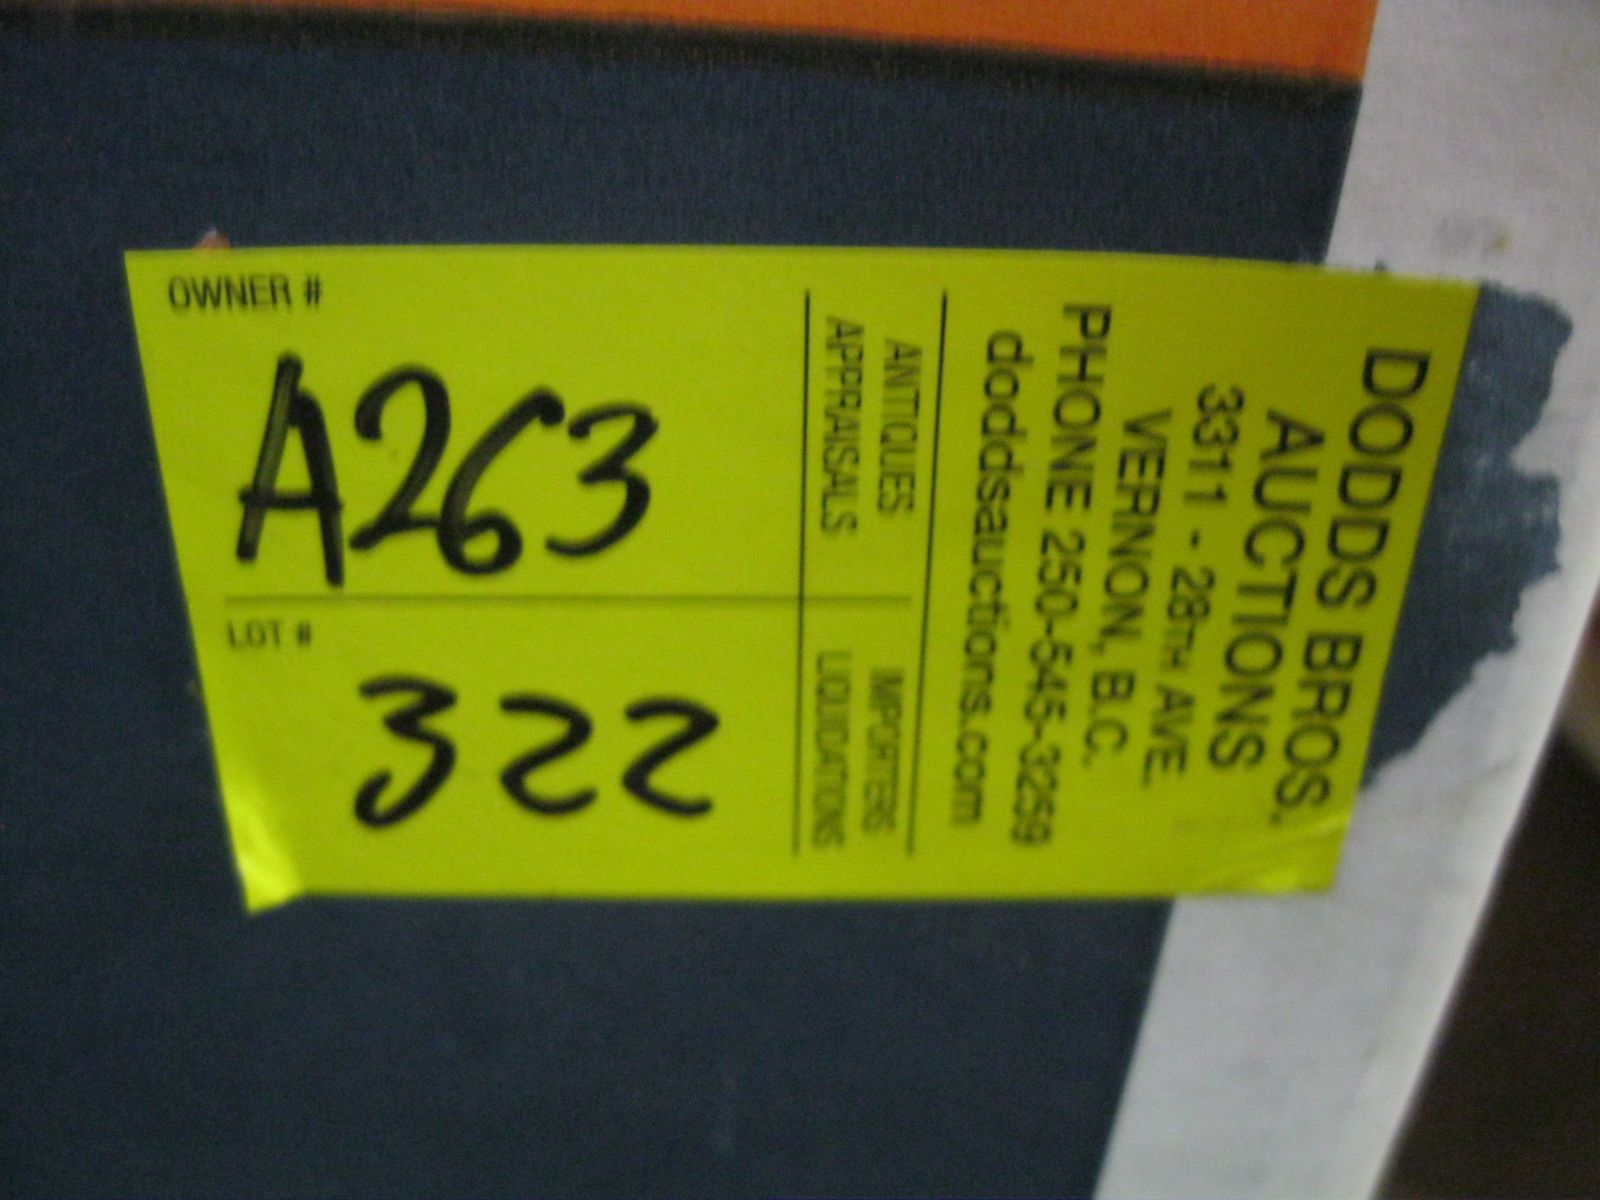 OWNER #
A263
LOT #
322
ANTIQUES
APPRAISALS
IMPORTERS
LIQUIDATIONS
DODDS BROS.
AUCTIONS
3311 - 28TH AVE.
VERNON, B.C.
PHONE 250-545-3259
doddsauctions.com